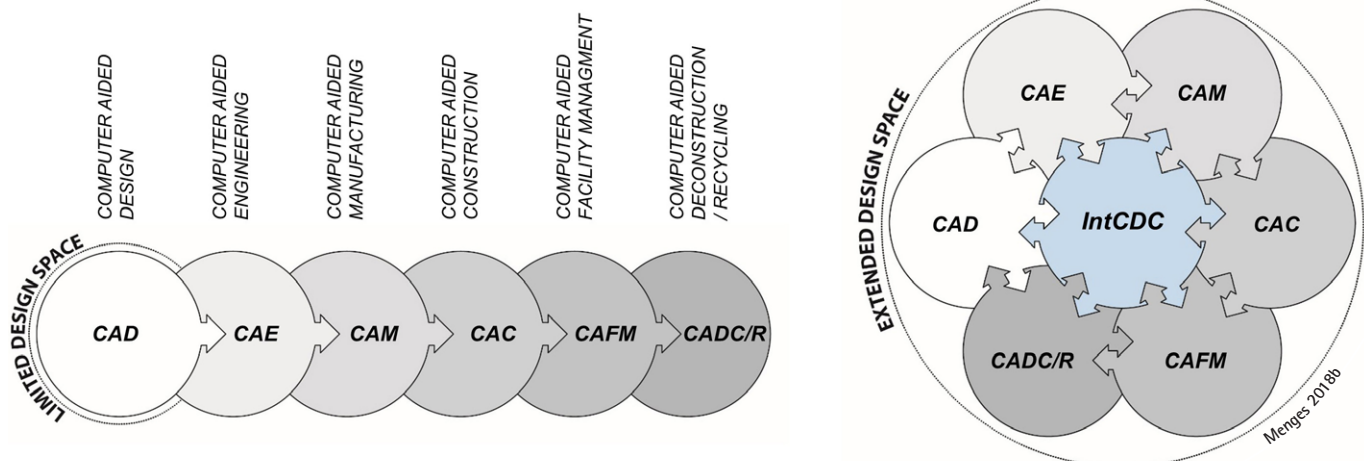 COMPUTER AIDED
DESIGN
COMPUTER AIDED
ENGINEERING
COMPUTER AIDED
MANUFACTURING
COMPUTER AIDED
CONSTRUCTION
COMPUTER AIDED
FACILITY MANAGMENT
COMPUTER AIDED
DECONSTRUCTION
/ RECYCLING
LIMITED DESIGN SPACE
CAD
CAE
CAM
CAC
CAFM
CADC/R
EXTENDED DESIGN SPACE
CAE
CAM
CAD
IntCDC
CAC
CADC/R
CAFM
Menges 2018b